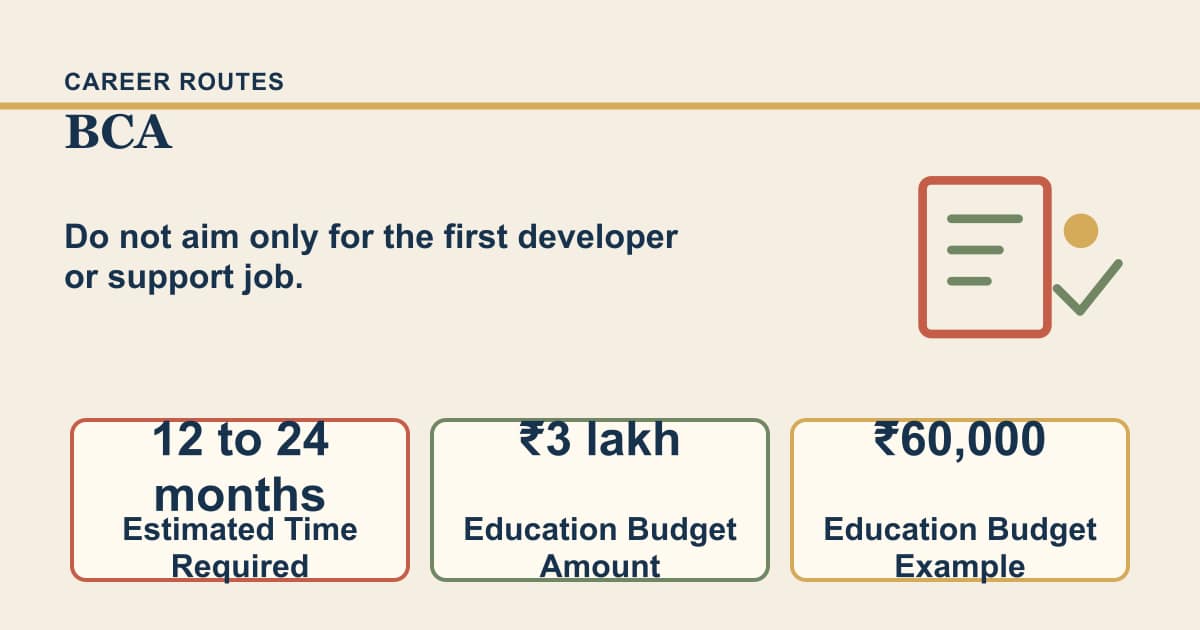 CAREER ROUTES
BCA
Do not aim only for the first developer
or support job.
12 to 24
months
Estimated Time
Required
₹3 lakh
Education Budget
Amount
₹60,000
Education Budget
Example